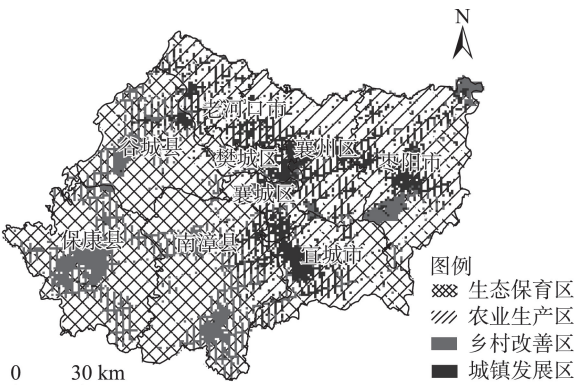 N
老河口市
谷城县
樊城区
襄州区
枣阳市
襄城区
保康县
南漳县
宜城市
图例
生态保育区
农业生产区
乡村改善区
城镇发展区
0 30 km